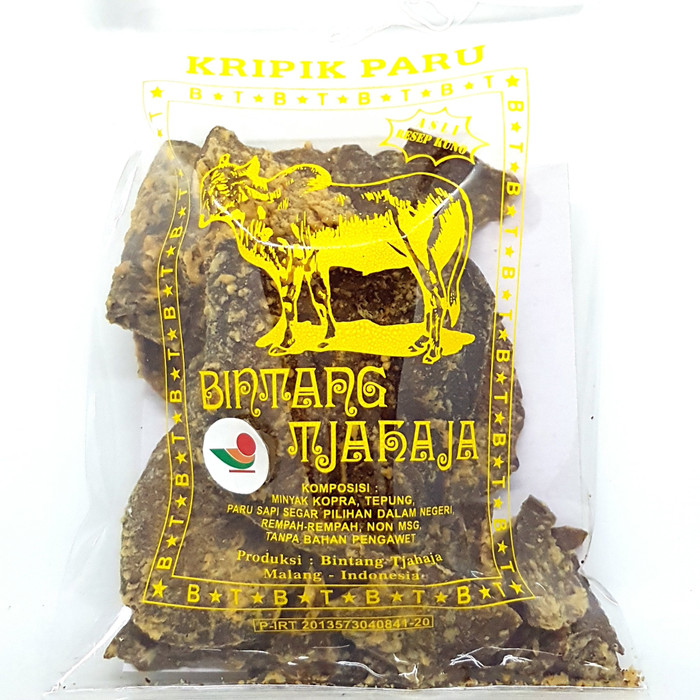 KRIPIK PARU
B★T★B★T★B★T★B★T
ASLI
RESEP KUNO
BINTANG
TJAHAJA
KOMPOSISI :
MINYAK KOPRA, TEPUNG,
PARU SAPI SEGAR PILIHAN DALAM NEGERI,
REMPAH-REMPAH, NON MSG,
TANPA BAHAN PENGAWET
Produksi : Bintang Tjahaja
Malang - Indonesia
★B★T★B★T★B★T★B★T★
P-IRT 2013573040841-20